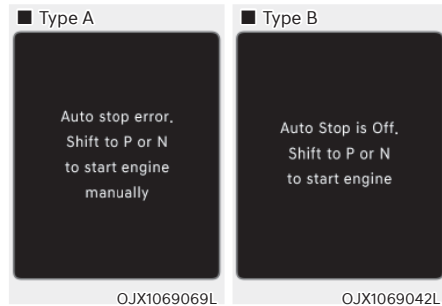 ■ Type A
Auto stop error.
Shift to P or N
to start engine
manually
OJX1069069L
■ Type B
Auto Stop is Off.
Shift to P or N
to start engine
OJX1069042L